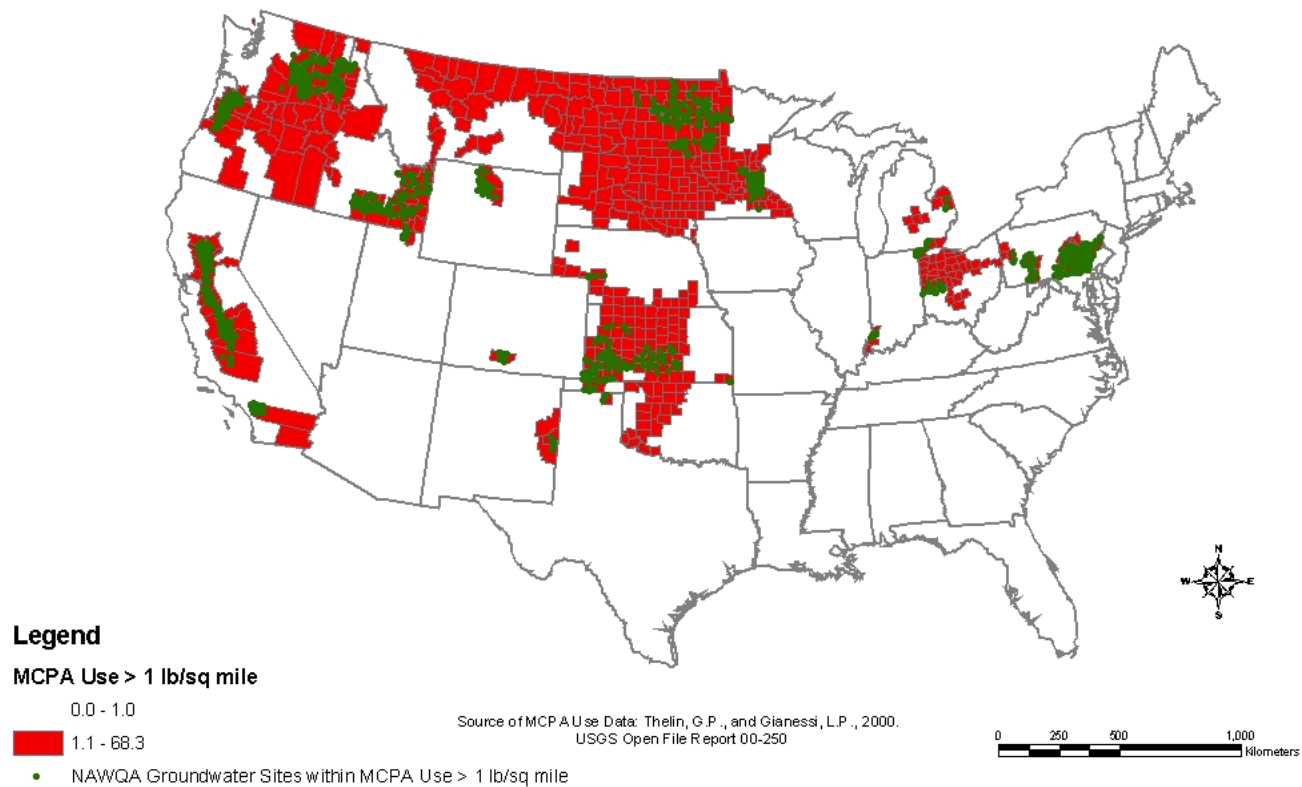 N
W E
S
Legend
MCPA Use > 1 lb/sq mile
0.0 - 1.0
1.1 - 68.3
NAWQA Groundwater Sites within MCPA Use > 1 lb/sq mile
Source of MCPA Use Data: Thelin, G.P., and Gianessi, L.P., 2000.
USGS Open File Report 00-250
0 250 500 1,000
Kilometers